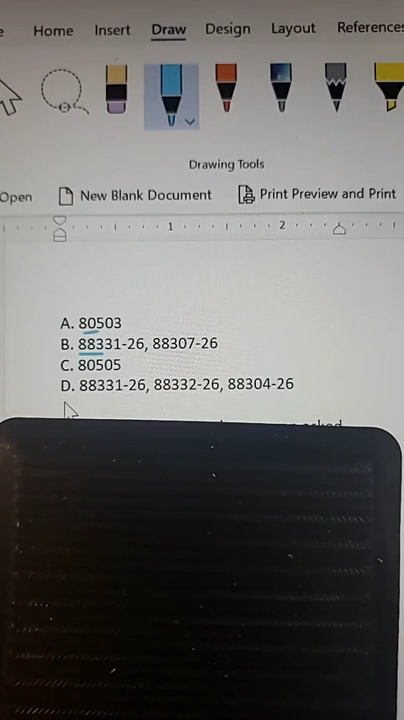 Home Insert Draw Design Layout References
Drawing Tools
Open New Blank Document Print Preview and Print
1 2
A. 80503
B. 88331-26, 88307-26
C. 80505
D. 88331-26, 88332-26, 88304-26
asked